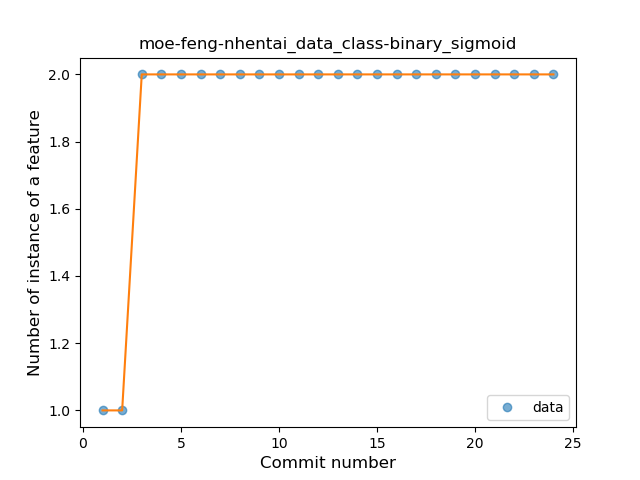 moe-feng-nhentai_data_class-binary_sigmoid
Number of instance of a feature
2.0
1.8
1.6
1.4
1.2
1.0
data
0 5 10 15 20 25
Commit number